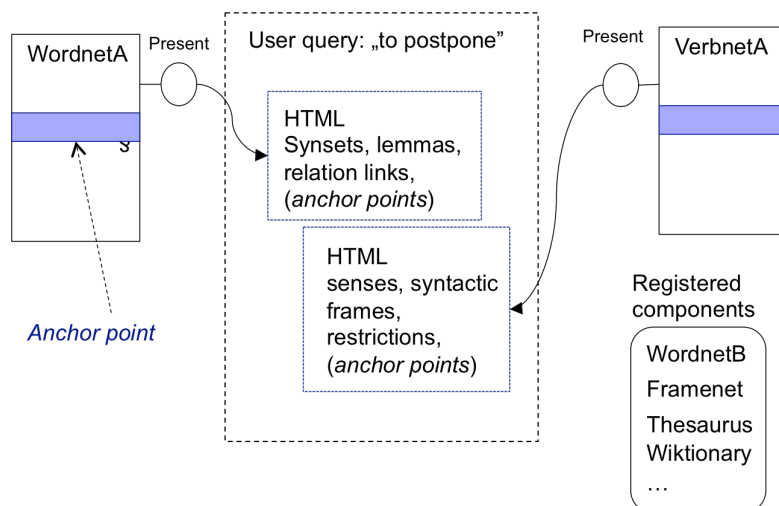 WordnetA
Present
User query: „to postpone”
Present
VerbnetA
HTML
Synsets, lemmas,
relation links,
(anchor points)
§
HTML
senses, syntactic
frames,
restrictions,
(anchor points)
Anchor point
Registered
components
WordnetB
Framenet
Thesaurus
Wiktionary
…